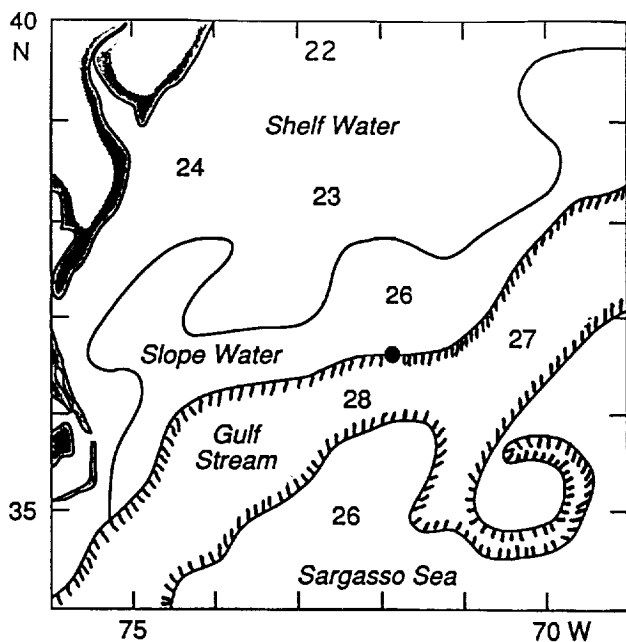 40
N
22
Shelf Water
24
23
26
27
Slope Water
28
Gulf
Stream
35
26
Sargasso Sea
75
70 W